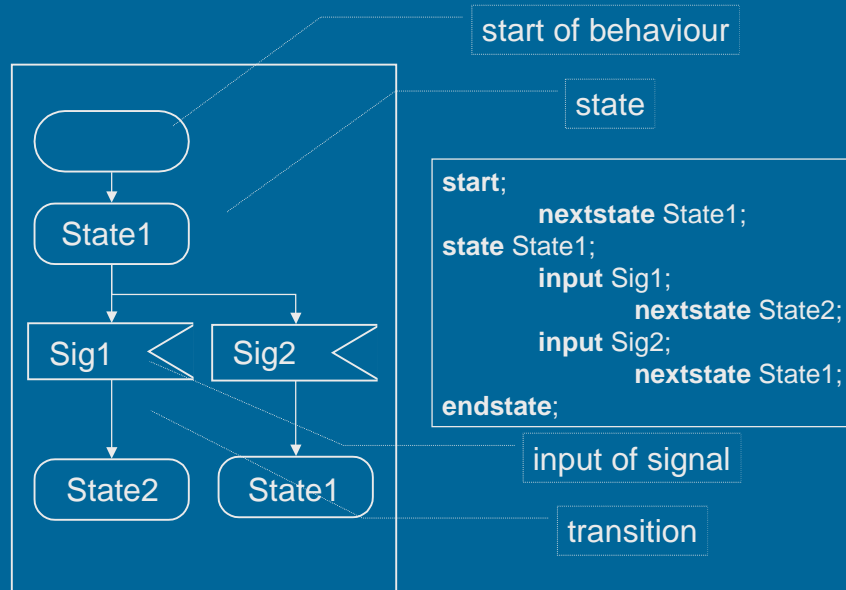 start of behaviour
state
State1
Sig1
Sig2
State2
State1
start;
nextstate State1;
state State1;
input Sig1;
nextstate State2;
input Sig2;
nextstate State1;
endstate;
input of signal
transition